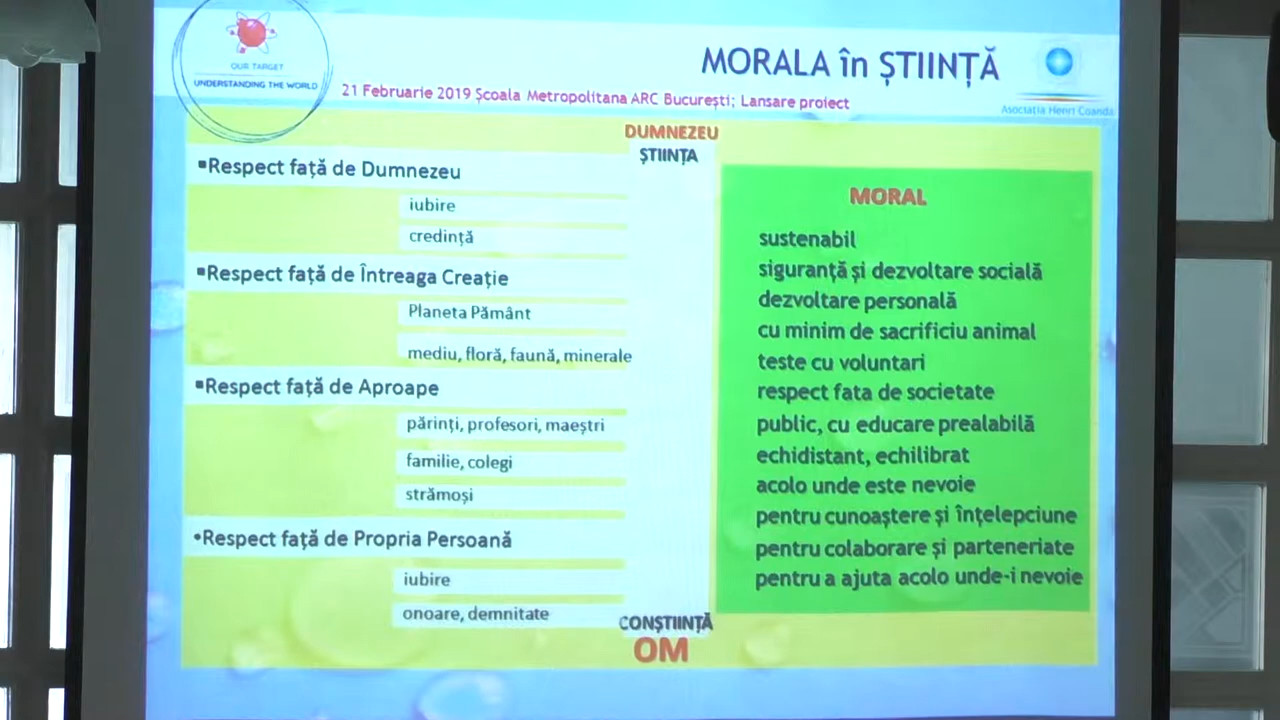 OUR TARGET
UNDERSTANDING THE WORLD
MORALA în ȘTIINȚĂ
21 Februarie 2019 Școala Metropolitana ARC București; Lansare proiect
Asociatia Henri Coanda
DUMNEZEU
ȘTIINȚA
▪Respect față de Dumnezeu
iubire
credință
▪Respect față de Întreaga Creație
Planeta Pământ
mediu, floră, faună, minerale
▪Respect față de Aproape
părinți, profesori, maeștri
familie, colegi
strămoși
•Respect față de Propria Persoană
iubire
onoare, demnitate
CONȘTIINȚĂ
OM
MORAL
sustenabil
siguranță și dezvoltare socială
dezvoltare personală
cu minim de sacrificiu animal
teste cu voluntari
respect fata de societate
public, cu educare prealabilă
echidistant, echilibrat
acolo unde este nevoie
pentru cunoaștere și înțelepciune
pentru colaborare și parteneriate
pentru a ajuta acolo unde-i nevoie